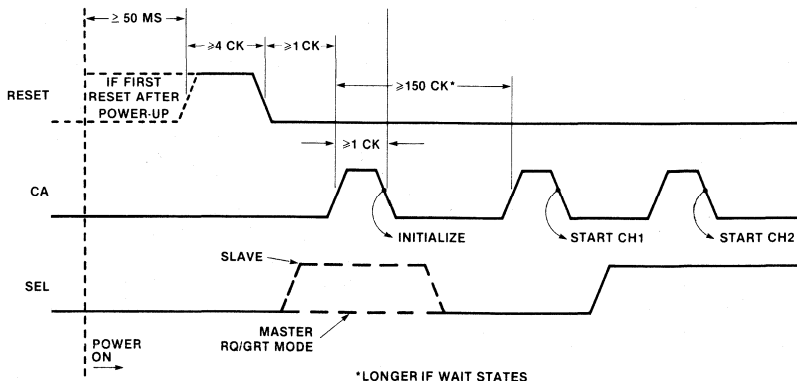 ≥ 50 MS
≥4 CK
≥1 CK
≥150 CK*
IF FIRST
RESET AFTER
POWER-UP
RESET
≥1 CK
CA
INITIALIZE
START CH1
START CH2
SLAVE
SEL
MASTER
RQ/GRT MODE
POWER
ON
*LONGER IF WAIT STATES